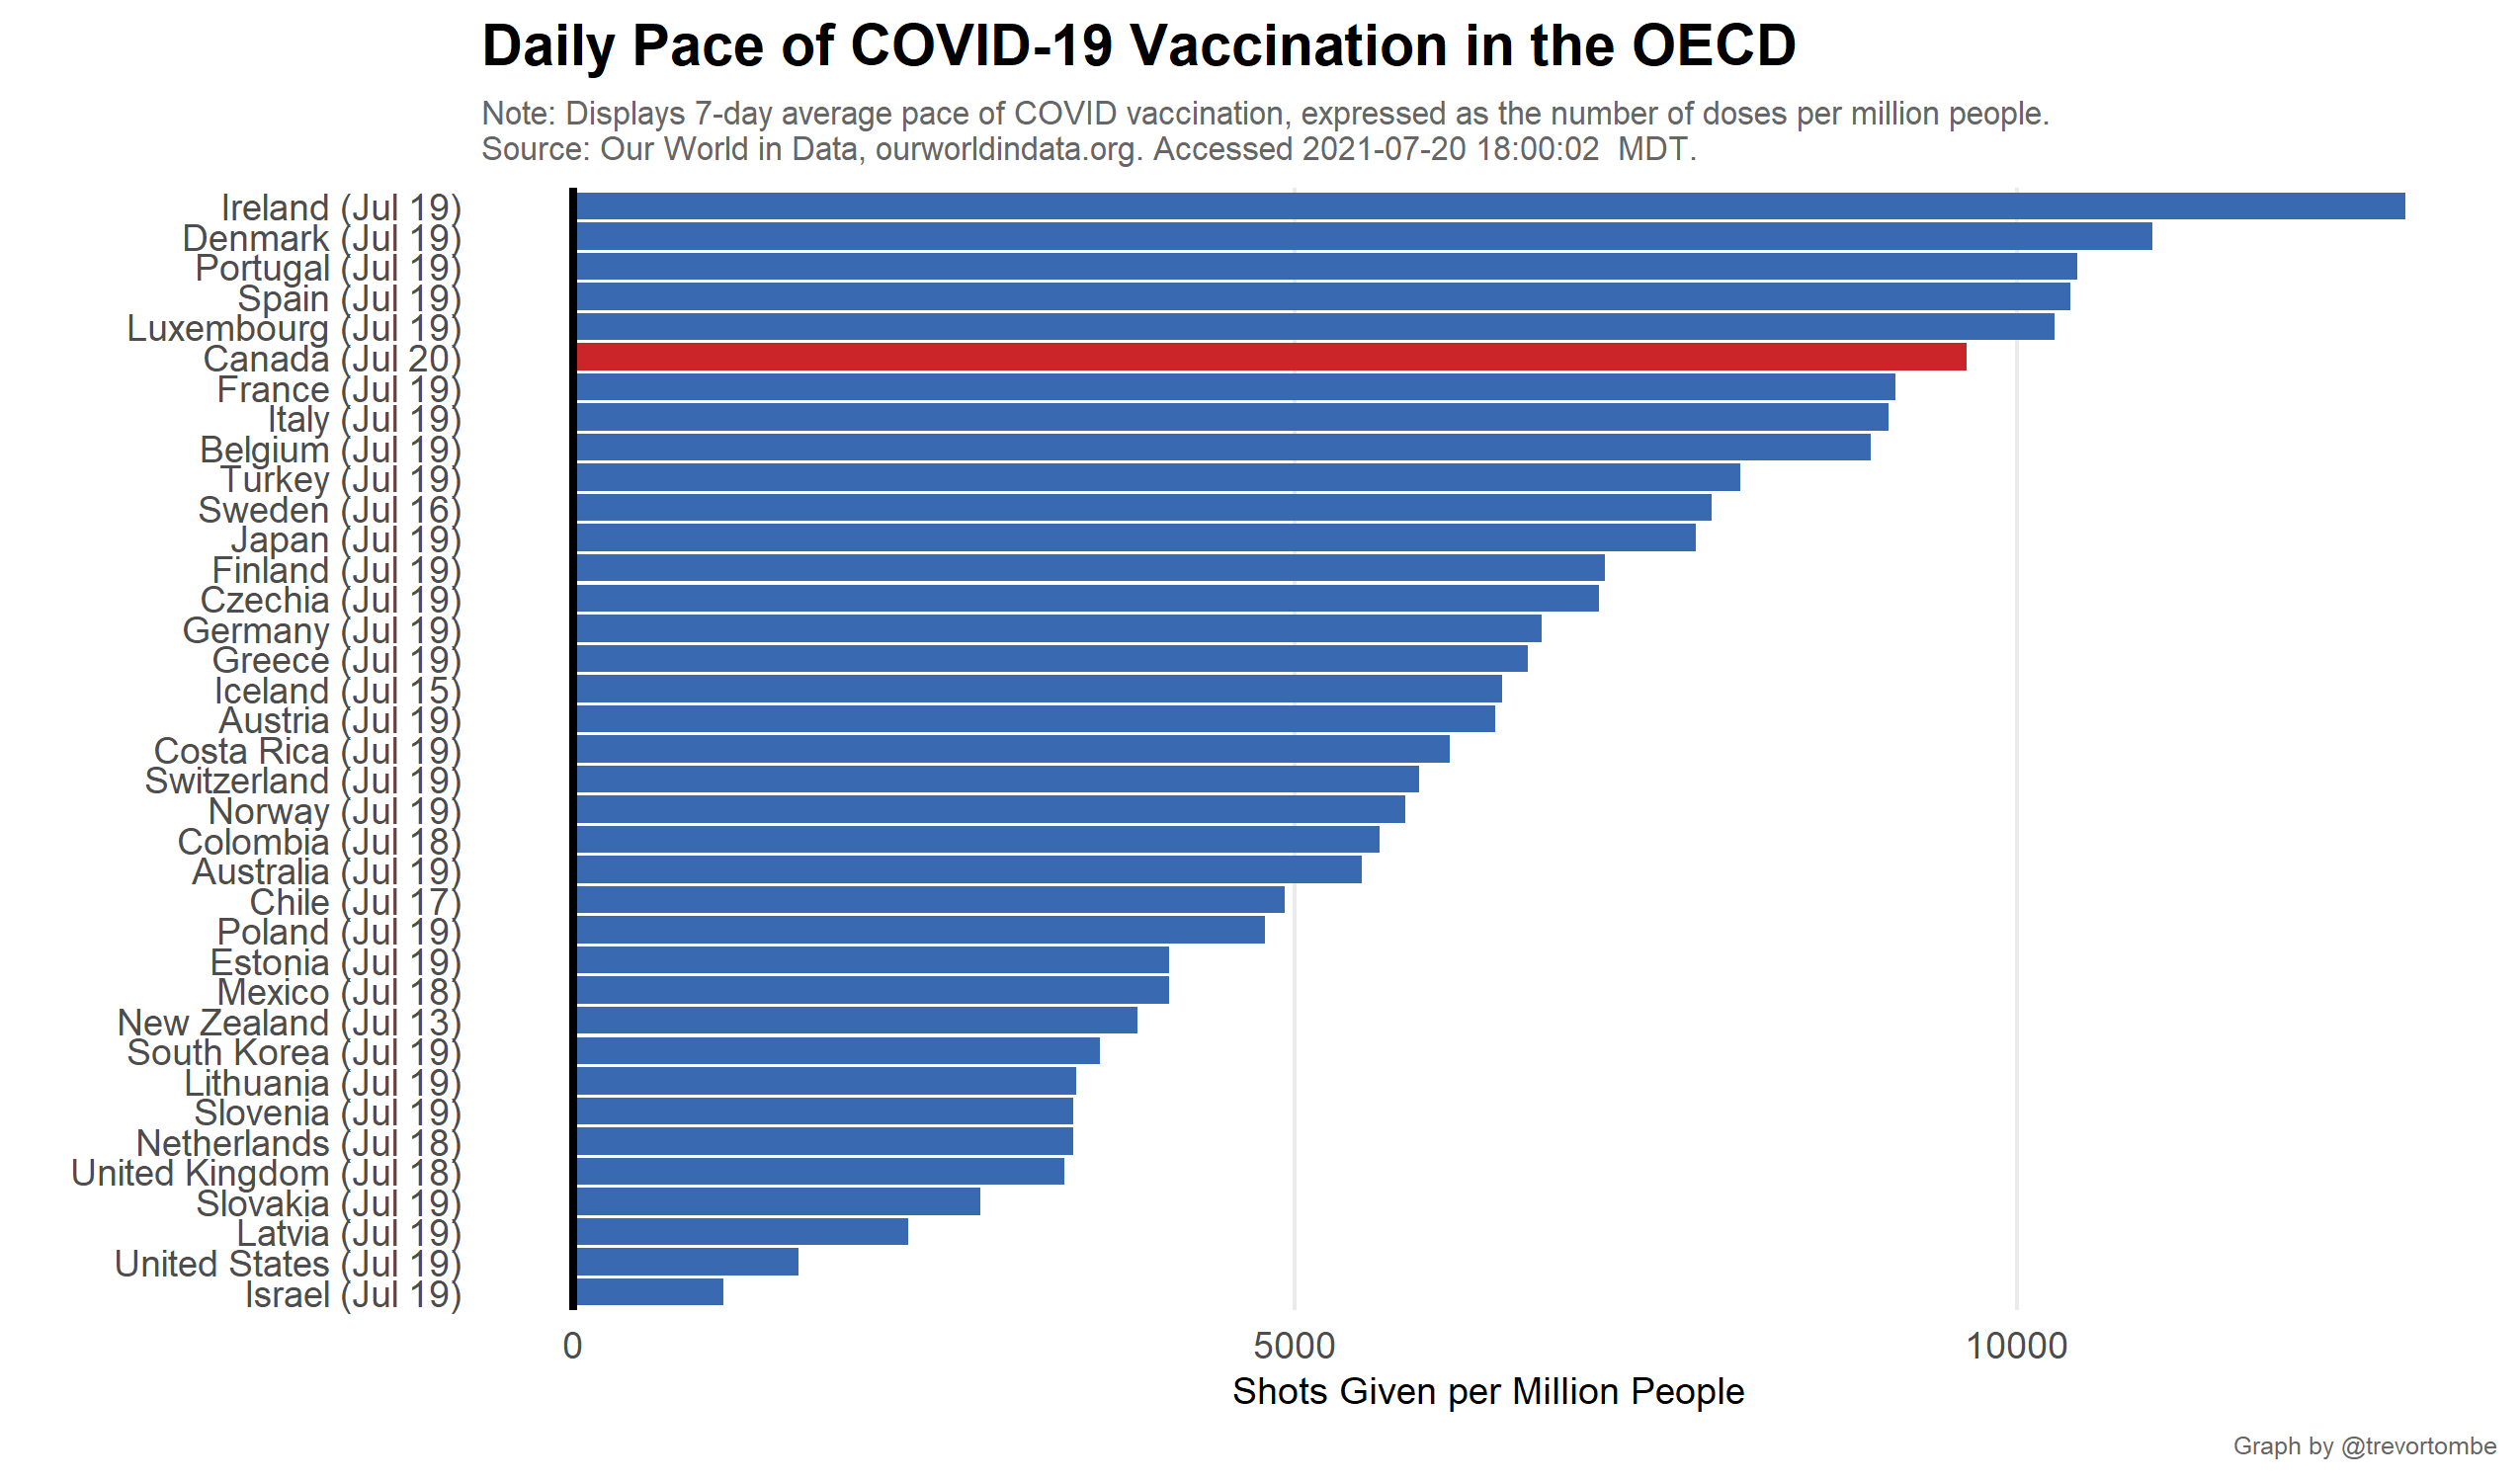 Daily Pace of COVID-19 Vaccination in the OECD
Note: Displays 7-day average pace of COVID vaccination, expressed as the number of doses per million people.
Source: Our World in Data, ourworldindata.org. Accessed 2021-07-20 18:00:02  MDT.
Ireland (Jul 19)
Denmark (Jul 19)
Portugal (Jul 19)
Spain (Jul 19)
Luxembourg (Jul 19)
Canada (Jul 20)
France (Jul 19)
Italy (Jul 19)
Belgium (Jul 19)
Turkey (Jul 19)
Sweden (Jul 16)
Japan (Jul 19)
Finland (Jul 19)
Czechia (Jul 19)
Germany (Jul 19)
Greece (Jul 19)
Iceland (Jul 15)
Austria (Jul 19)
Costa Rica (Jul 19)
Switzerland (Jul 19)
Norway (Jul 19)
Colombia (Jul 18)
Australia (Jul 19)
Chile (Jul 17)
Poland (Jul 19)
Estonia (Jul 19)
Mexico (Jul 18)
New Zealand (Jul 13)
South Korea (Jul 19)
Lithuania (Jul 19)
Slovenia (Jul 19)
Netherlands (Jul 18)
United Kingdom (Jul 18)
Slovakia (Jul 19)
Latvia (Jul 19)
United States (Jul 19)
Israel (Jul 19)
0 5000 10000
Shots Given per Million People
Graph by @trevortombe